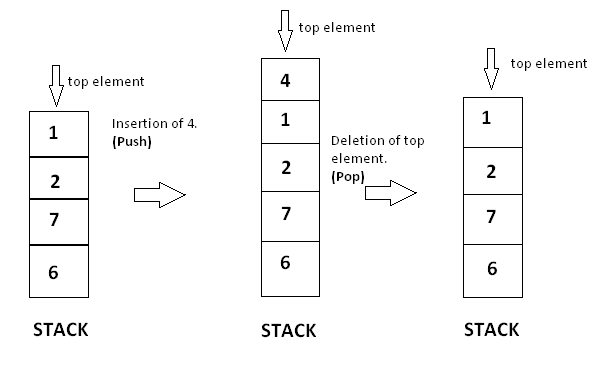 top element
1
2
7
6
STACK
Insertion of 4.
(Push)
top element
4
1
2
7
6
STACK
Deletion of top
element.
(Pop)
top element
1
2
7
6
STACK